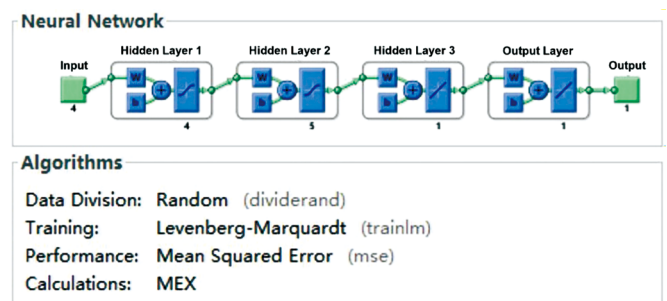 Neural Network
Hidden Layer 1 Hidden Layer 2 Hidden Layer 3 Output Layer
Input Output
W W W W
b b b b
4 4 5 1 1 1
Algorithms
Data Division: Random (dividerand)
Training: Levenberg-Marquardt (trainlm)
Performance: Mean Squared Error (mse)
Calculations: MEX